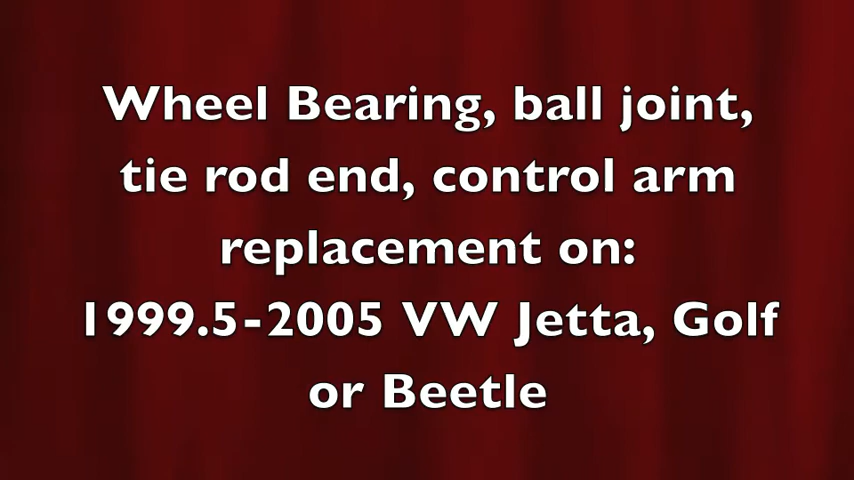 Wheel Bearing, ball joint,
tie rod end, control arm
replacement on:
1999.5-2005 VW Jetta, Golf
or Beetle